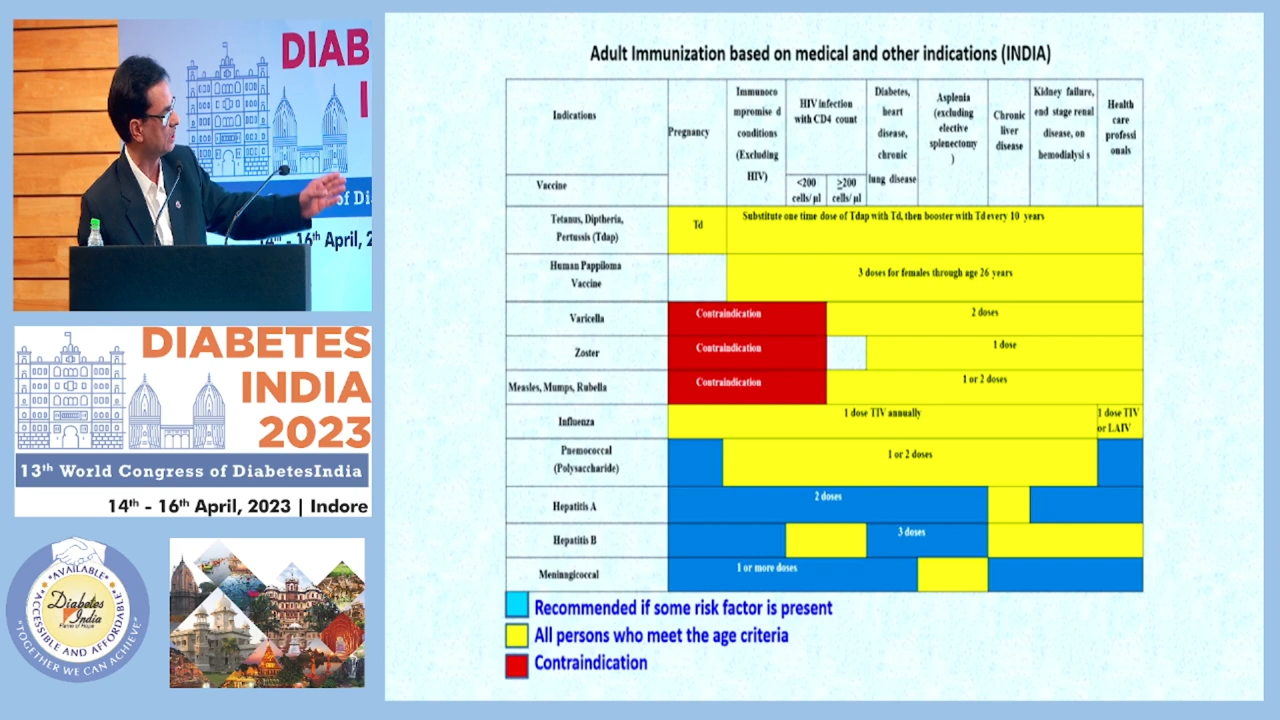 DIAB
I
of Di
14th - 16th April, 2
DIABETES
INDIA
2023
13th World Congress of DiabetesIndia
14th - 16th April, 2023 | Indore
"AVAILABLE"
ACCESSIBLE AND AFFORDABLE
"TOGETHER WE CAN ACHIEVE"
Diabetes
India
Adult Immunization based on medical and other indications (INDIA)
Indications
Vaccine
Pregnancy
Immunoco
mpromise d
conditions
(Excluding
HIV)
HIV infection
with CD4 count
<200
cells/ µl
≥200
cells/ µl
Diabetes,
heart
disease,
chronic
lung disease
Asplenia
(excluding
elective
splenectomy
)
Chronic
liver
disease
Kidney failure,
end stage renal
disease, on
hemodialysi s
Health
care
professi
onals
Tetanus, Diptheria,
Pertussis (Tdap)
Td
Substitute one time dose of Tdap with Td, then booster with Td every 10 years
Human Pappiloma
Vaccine
3 doses for females through age 26 years
Varicella
Contraindication
2 doses
Zoster
Contraindication
1 dose
Measles, Mumps, Rubella
Contraindication
1 or 2 doses
Influenza
1 dose TIV annually
1 dose TIV
or LAIV
Pnemococcal
(Polysaccharide)
1 or 2 doses
Hepatitis A
2 doses
Hepatitis B
3 doses
Meningicoccal
1 or more doses
Recommended if some risk factor is present
All persons who meet the age criteria
Contraindication